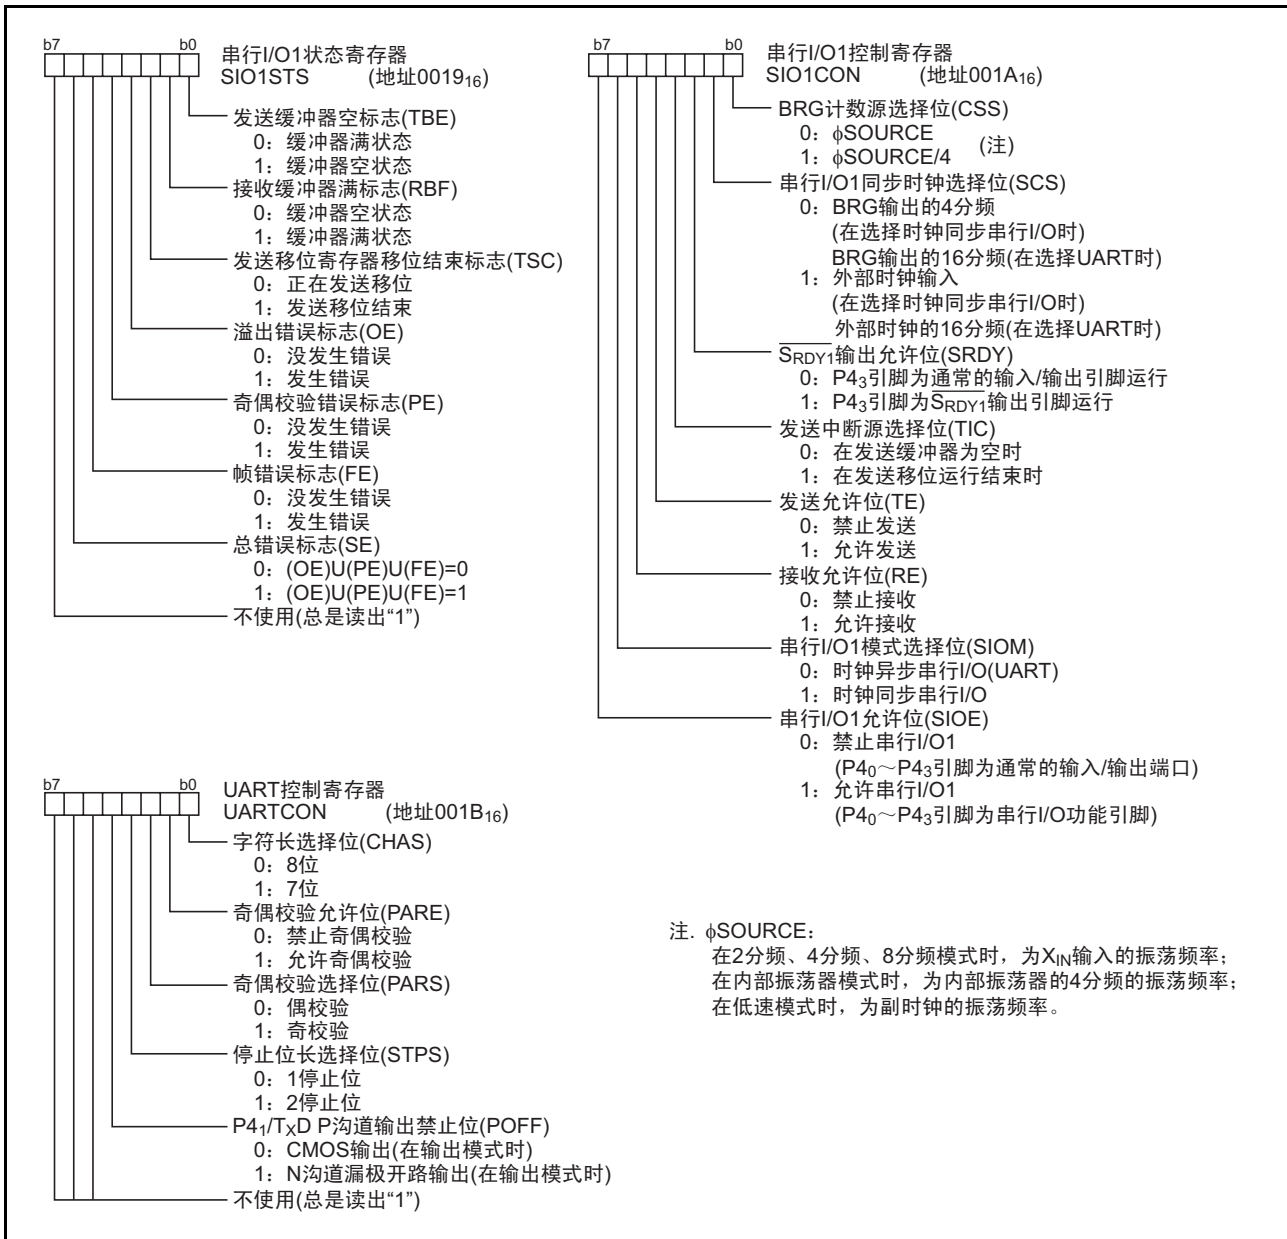 b7 b0
串行I/O1状态寄存器
SIO1STS (地址0019₁₆)
发送缓冲器空标志(TBE)
0：缓冲器满状态
1：缓冲器空状态
接收缓冲器满标志(RBF)
0：缓冲器空状态
1：缓冲器满状态
发送移位寄存器移位结束标志(TSC)
0：正在发送移位
1：发送移位结束
溢出错误标志(OE)
0：没发生错误
1：发生错误
奇偶校验错误标志(PE)
0：没发生错误
1：发生错误
帧错误标志(FE)
0：没发生错误
1：发生错误
总错误标志(SE)
0：(OE)U(PE)U(FE)=0
1：(OE)U(PE)U(FE)=1
不使用(总是读出“1”)
b7 b0
UART控制寄存器
UARTCON (地址001B₁₆)
字符长选择位(CHAS)
0：8位
1：7位
奇偶校验允许位(PARE)
0：禁止奇偶校验
1：允许奇偶校验
奇偶校验选择位(PARS)
0：偶校验
1：奇校验
停止位长选择位(STPS)
0：1停止位
1：2停止位
P4₁/TₓD P沟道输出禁止位(POFF)
0：CMOS输出(在输出模式时)
1：N沟道漏极开路输出(在输出模式时)
不使用(总是读出“1”)
b7 b0
串行I/O1控制寄存器
SIO1CON (地址001A₁₆)
BRG计数源选择位(CSS)
0：ϕSOURCE
1：ϕSOURCE/4 (注)
串行I/O1同步时钟选择位(SCS)
0：BRG输出的4分频
(在选择时钟同步串行I/O时)
BRG输出的16分频(在选择UART时)
1：外部时钟输入
(在选择时钟同步串行I/O时)
外部时钟的16分频(在选择UART时)
S̅RDY1输出允许位(SRDY)
0：P4₃引脚为通常的输入/输出引脚运行
1：P4₃引脚为S̅RDY1输出引脚运行
发送中断源选择位(TIC)
0：在发送缓冲器为空时
1：在发送移位运行结束时
发送允许位(TE)
0：禁止发送
1：允许发送
接收允许位(RE)
0：禁止接收
1：允许接收
串行I/O1模式选择位(SIOM)
0：时钟异步串行I/O(UART)
1：时钟同步串行I/O
串行I/O1允许位(SIOE)
0：禁止串行I/O1
(P4₀～P4₃引脚为通常的输入/输出端口)
1：允许串行I/O1
(P4₀～P4₃引脚为串行I/O功能引脚)
注. ϕSOURCE：
在2分频、4分频、8分频模式时，为XIN输入的振荡频率；
在内部振荡器模式时，为内部振荡器的4分频的振荡频率；
在低速模式时，为副时钟的振荡频率。